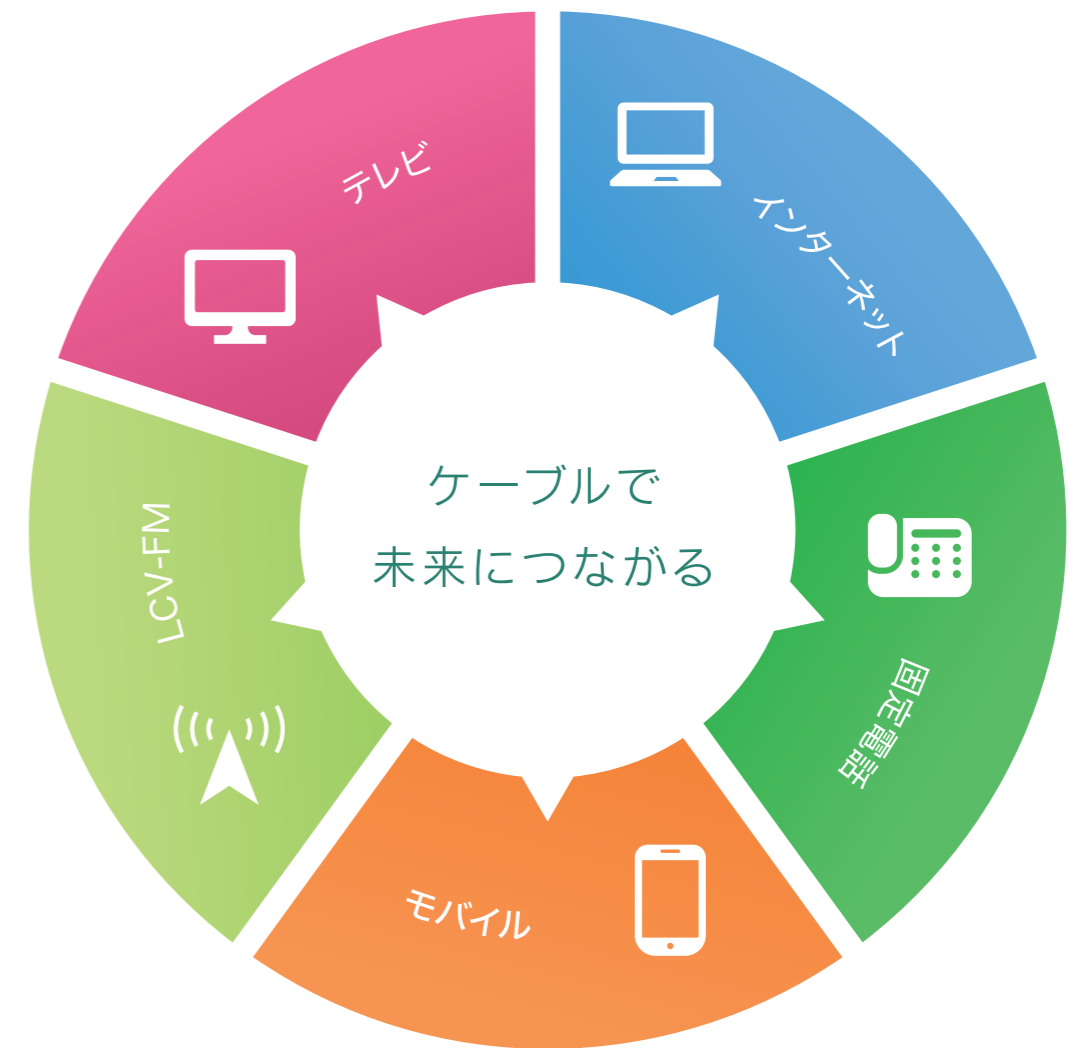 テレビ
インターネット
ケーブルで
未来につながる
LCV-FM
固定電話
モバイル